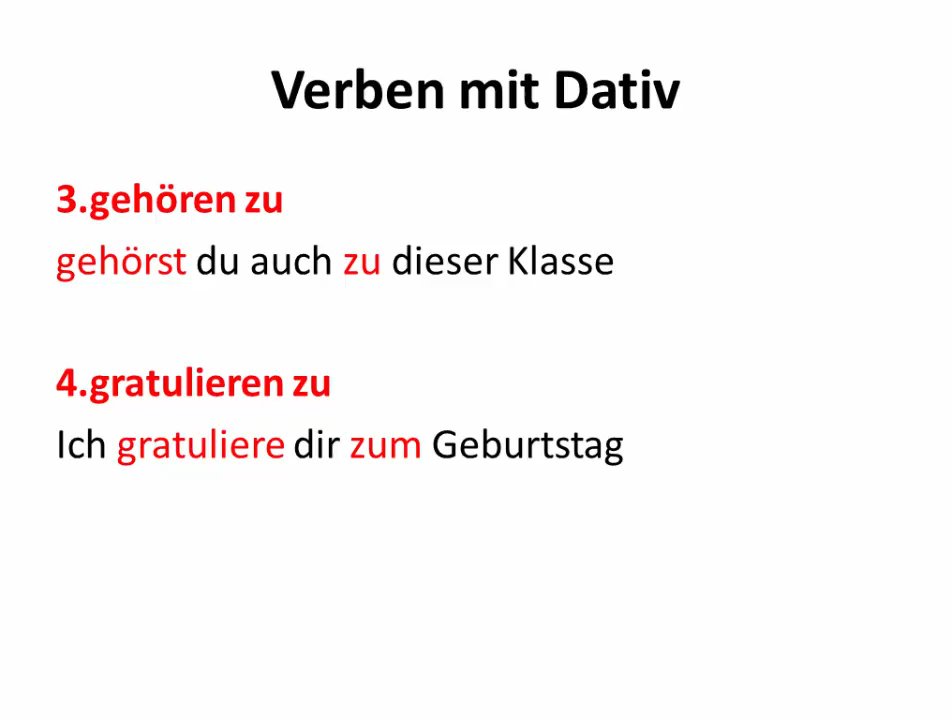 Verben mit Dativ
3.gehören zu
gehörst du auch zu dieser Klasse
4.gratulieren zu
Ich gratuliere dir zum Geburtstag